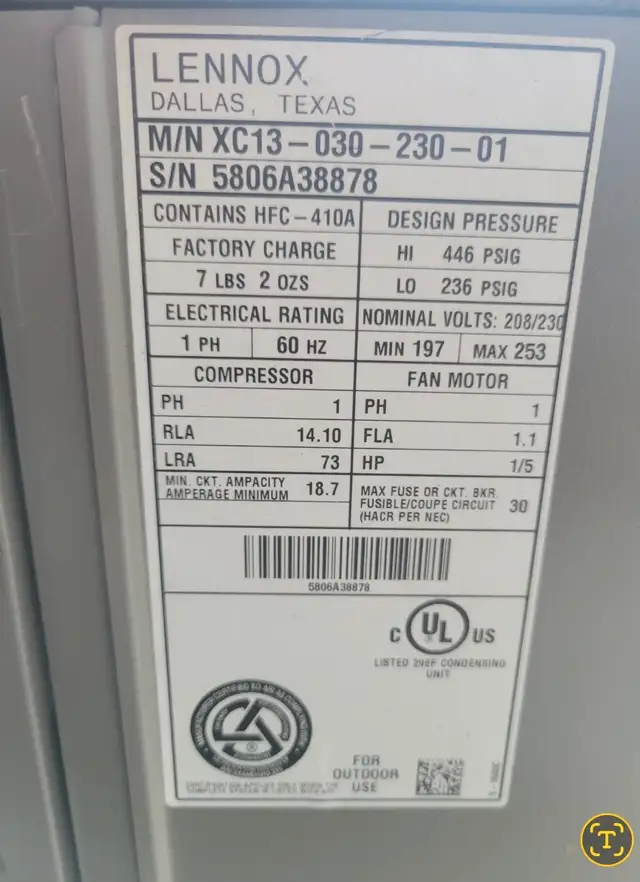 LENNOX
DALLAS, TEXAS
M/N XC13-030-230-01
S/N 5806A38878
CONTAINS HFC-410A
DESIGN PRESSURE
FACTORY CHARGE
HI 446 PSIG
7 LBS 2 OZS
LO 236 PSIG
ELECTRICAL RATING
NOMINAL VOLTS: 208/230
1 PH 60 HZ
MIN 197 MAX 253
COMPRESSOR
FAN MOTOR
PH 1
PH 1
RLA 14.10
FLA 1.1
LRA 73
HP 1/5
MIN. CKT. AMPACITY
AMPERAGE MINIMUM 18.7
MAX FUSE OR CKT. BKR.
FUSIBLE/COUPE CIRCUIT 30
(HACR PER NEC)
5806A38878
C UL US
LISTED CONDENSING
UNIT
FOR
OUTDOOR
USE